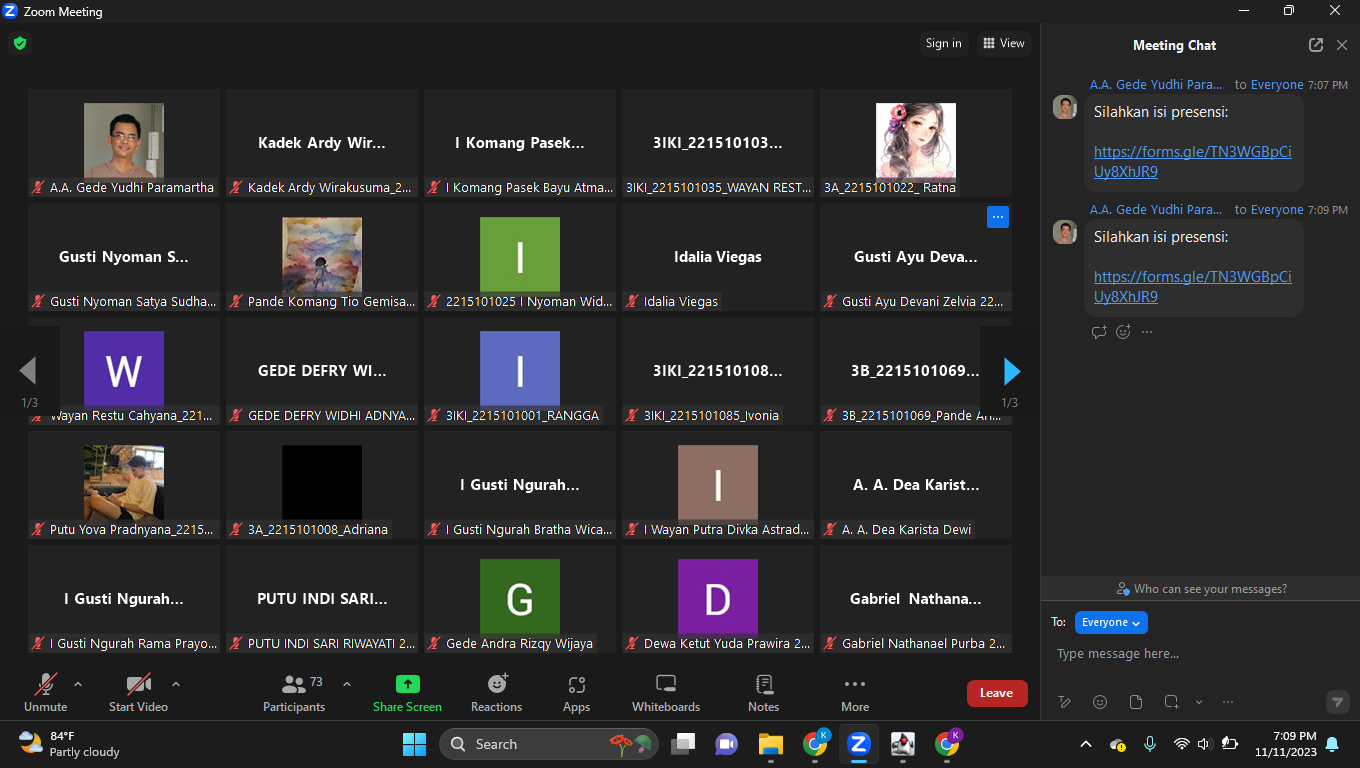 Zoom Meeting
Sign in
View
Meeting Chat
A.A. Gede Yudhi Para... to Everyone 7:07 PM
Silahkan isi presensi:
https://forms.gle/TN3WGBpCi
Uy8XhJR9
A.A. Gede Yudhi Para... to Everyone 7:09 PM
Silahkan isi presensi:
https://forms.gle/TN3WGBpCi
Uy8XhJR9
Who can see your messages?
To: Everyone
Type message here...
A.A. Gede Yudhi Paramartha
Kadek Ardy Wir...
Kadek Ardy Wirakusuma_2...
I Komang Pasek...
I Komang Pasek Bayu Atma...
3IKI_221510103...
3IKI_2215101035_WAYAN REST...
3A_2215101022_ Ratna
Gusti Nyoman S...
Gusti Nyoman Satya Sudha...
Pande Komang Tio Gemisa...
I
2215101025 I Nyoman Wid...
Idalia Viegas
Idalia Viegas
Gusti Ayu Deva...
Gusti Ayu Devani Zelvia 22...
W
Wayan Restu Cahyana_221...
GEDE DEFRY WI...
GEDE DEFRY WIDHI ADNYA...
I
3IKI_2215101001_RANGGA
3IKI_221510108...
3IKI_2215101085_Ivonia
3B_2215101069...
3B_2215101069_Pande Ari...
1/3
1/3
Putu Yova Pradnyana_2215...
3A_2215101008_Adriana
I Gusti Ngurah...
I Gusti Ngurah Bratha Wica...
I
I Wayan Putra Divka Astrad...
A. A. Dea Karist...
A. A. Dea Karista Dewi
I Gusti Ngurah...
I Gusti Ngurah Rama Prayo...
PUTU INDI SARI...
PUTU INDI SARI RIWAYATI 2...
G
Gede Andra Rizqy Wijaya
D
Dewa Ketut Yuda Prawira 2...
Gabriel Nathana...
Gabriel Nathanael Purba 2...
Unmute
Start Video
73
Participants
Share Screen
Reactions
Apps
Whiteboards
Notes
More
Leave
84°F
Partly cloudy
Search
K
K
7:09 PM
11/11/2023